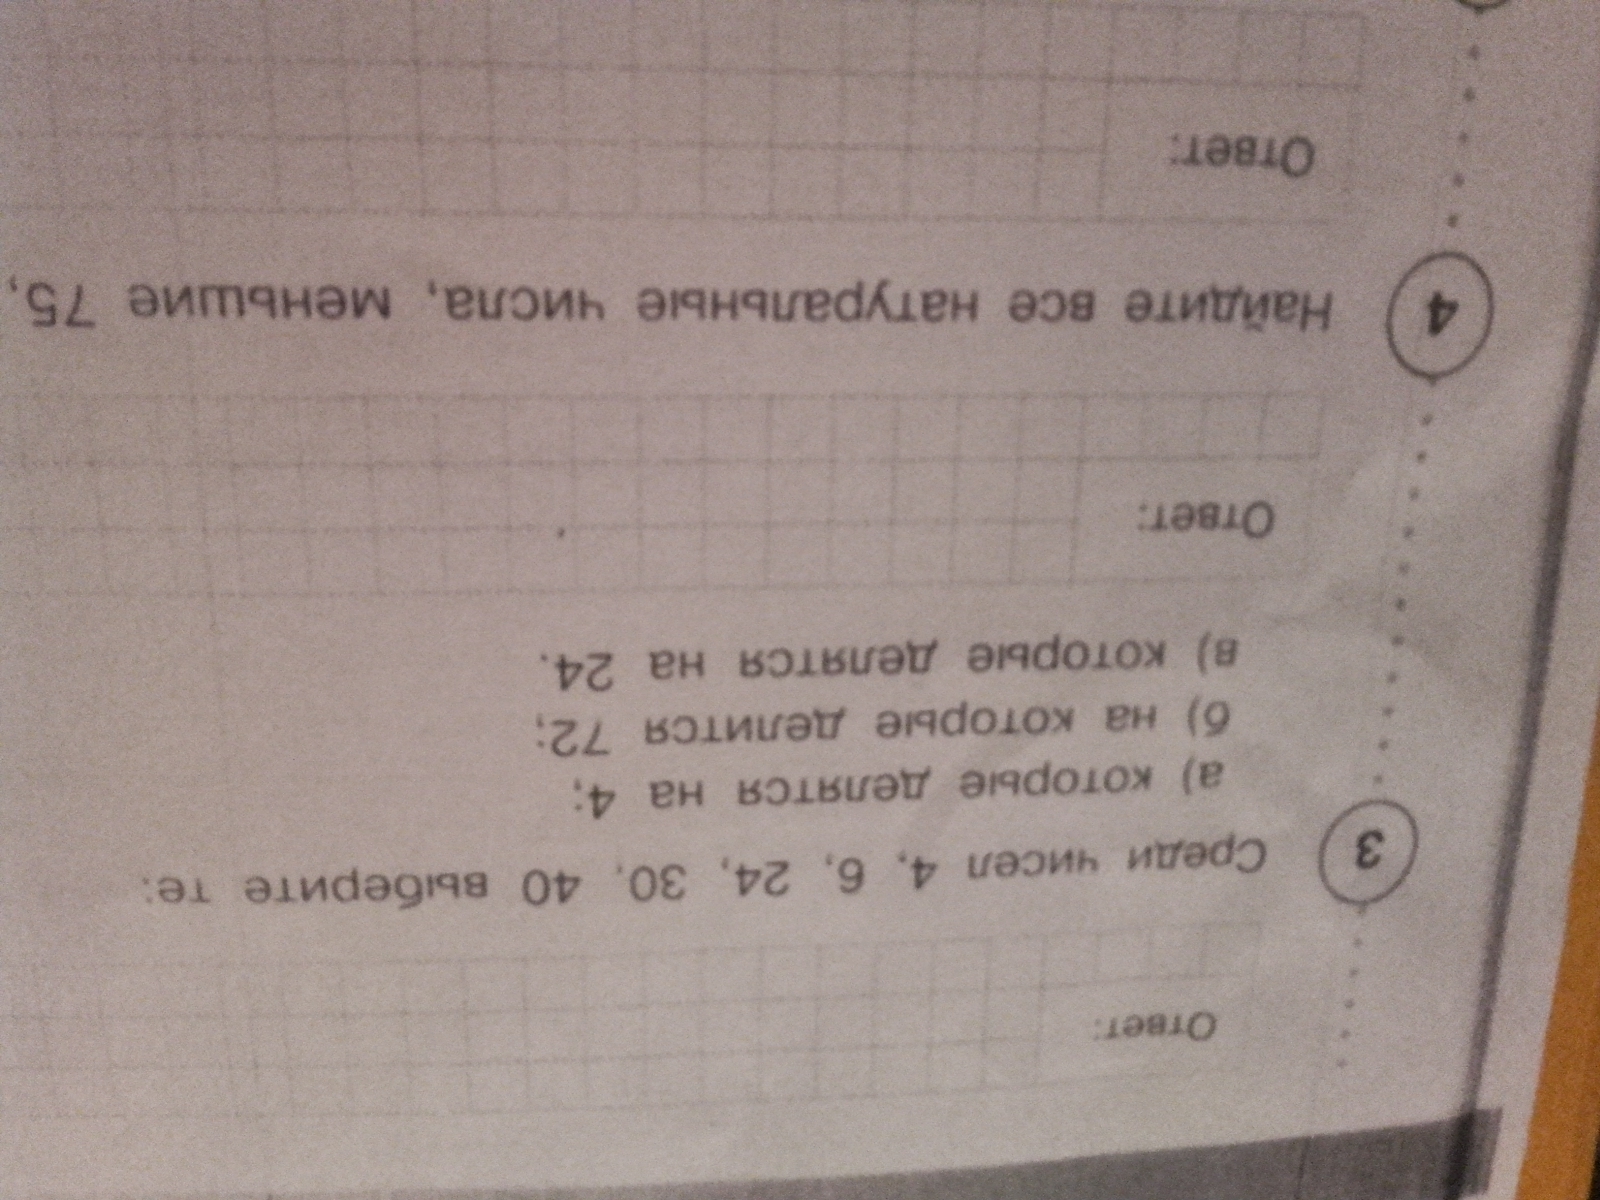 Ответ:
3
Среди чисел 4, 6, 24, 30, 40 выберите те:
а) которые делятся на 4;
б) на которые делится 72;
в) которые делятся на 24.
Ответ:
4
Найдите все натуральные числа, меньшие 75,
Ответ: